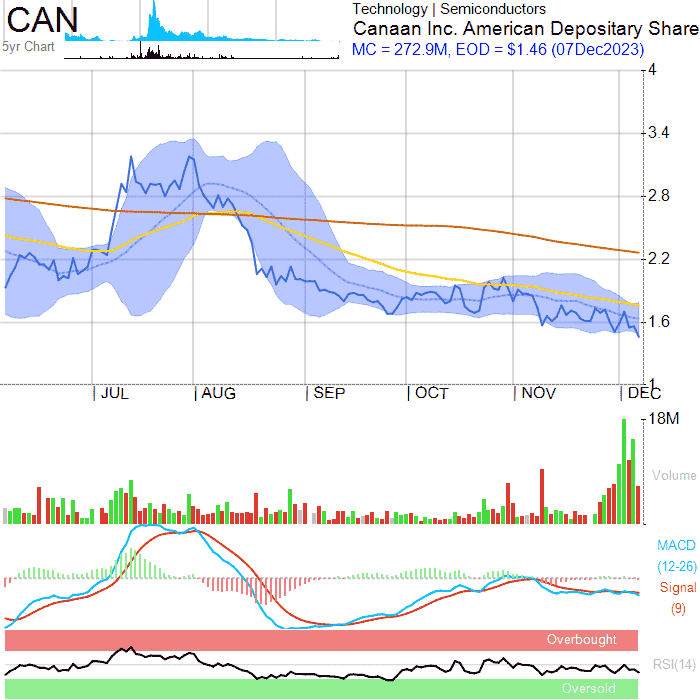 CAN
5yr Chart
Technology | Semiconductors
Canaan Inc. American Depositary Share
MC = 272.9M, EOD = $1.46 (07Dec2023)
4
3.4
2.8
2.2
1.6
1
JUL AUG SEP OCT NOV DEC
18M
Volume
MACD
(12-26)
Signal
(9)
Overbought
RSI(14)
Oversold